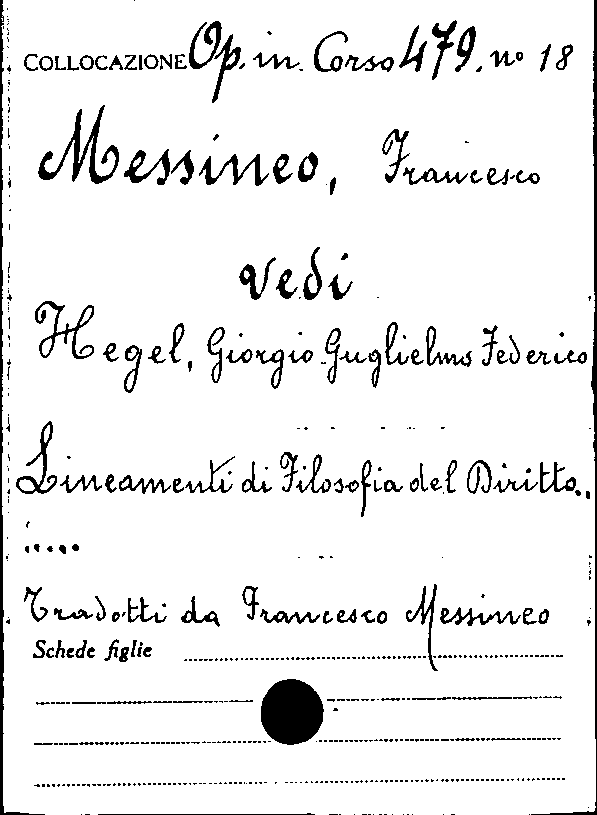 COLLOCAZIONE Op. in Corso 479. nº 18
Messineo, Francesco
vedi
Hegel, Giorgio Guglielmo Federico
Lineamenti di Filosofia del Diritto..
.....
Tradotti da Francesco Messineo
Schede figlie